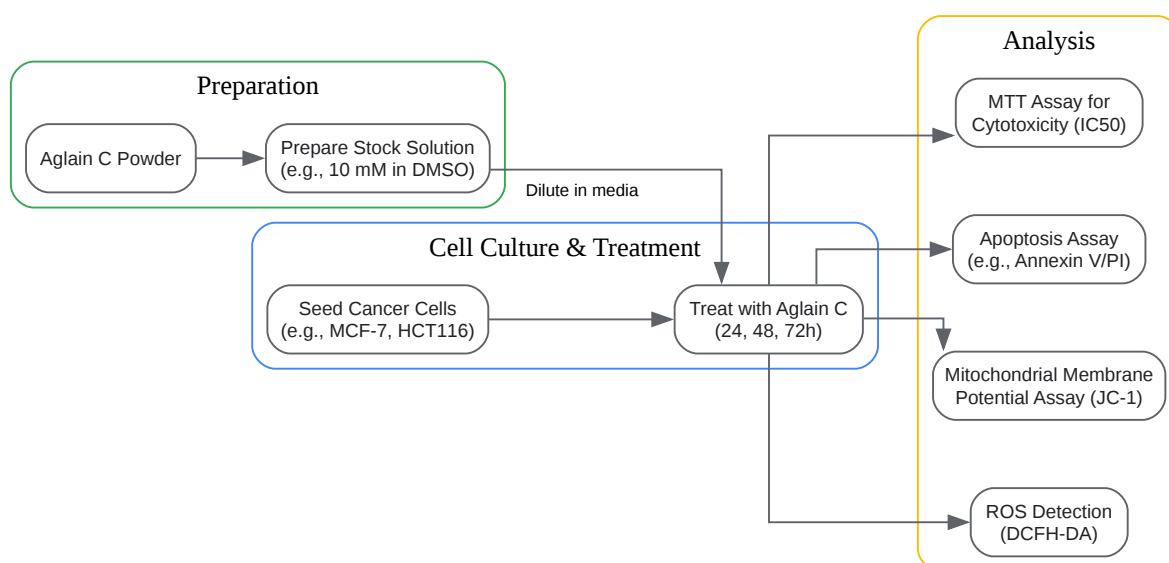 Preparation
Aglain C Powder
Prepare Stock Solution
(e.g., 10 mM in DMSO)
Dilute in media
Cell Culture & Treatment
Seed Cancer Cells
(e.g., MCF-7, HCT116)
Treat with Aglain C
(24, 48, 72h)
Analysis
MTT Assay for
Cytotoxicity (IC50)
Apoptosis Assay
(e.g., Annexin V/PI)
Mitochondrial Membrane
Potential Assay (JC-1)
ROS Detection
(DCFH-DA)